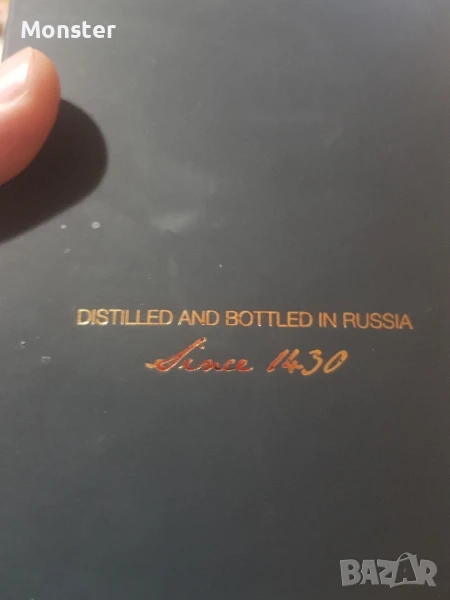 Monster
DISTILLED AND BOTTLED IN RUSSIA
Since 1430
BAZAR